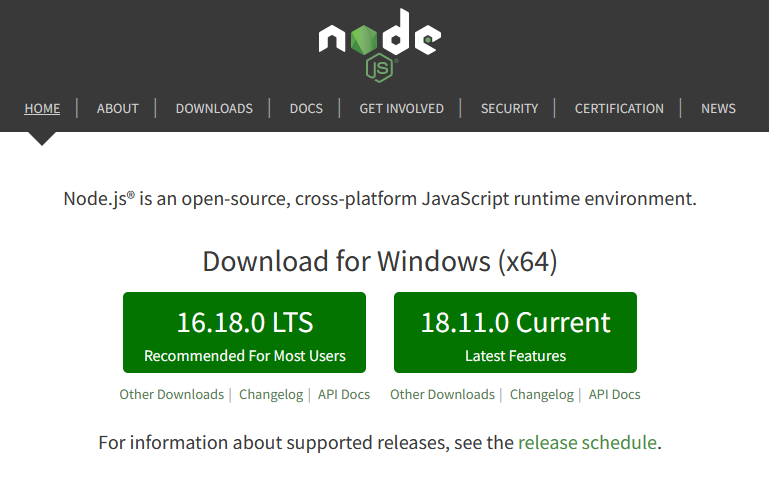 node
JS®
HOME | ABOUT | DOWNLOADS | DOCS | GET INVOLVED | SECURITY | CERTIFICATION | NEWS
Node.js® is an open-source, cross-platform JavaScript runtime environment.
Download for Windows (x64)
16.18.0 LTS
Recommended For Most Users
18.11.0 Current
Latest Features
Other Downloads | Changelog | API Docs
Other Downloads | Changelog | API Docs
For information about supported releases, see the release schedule.